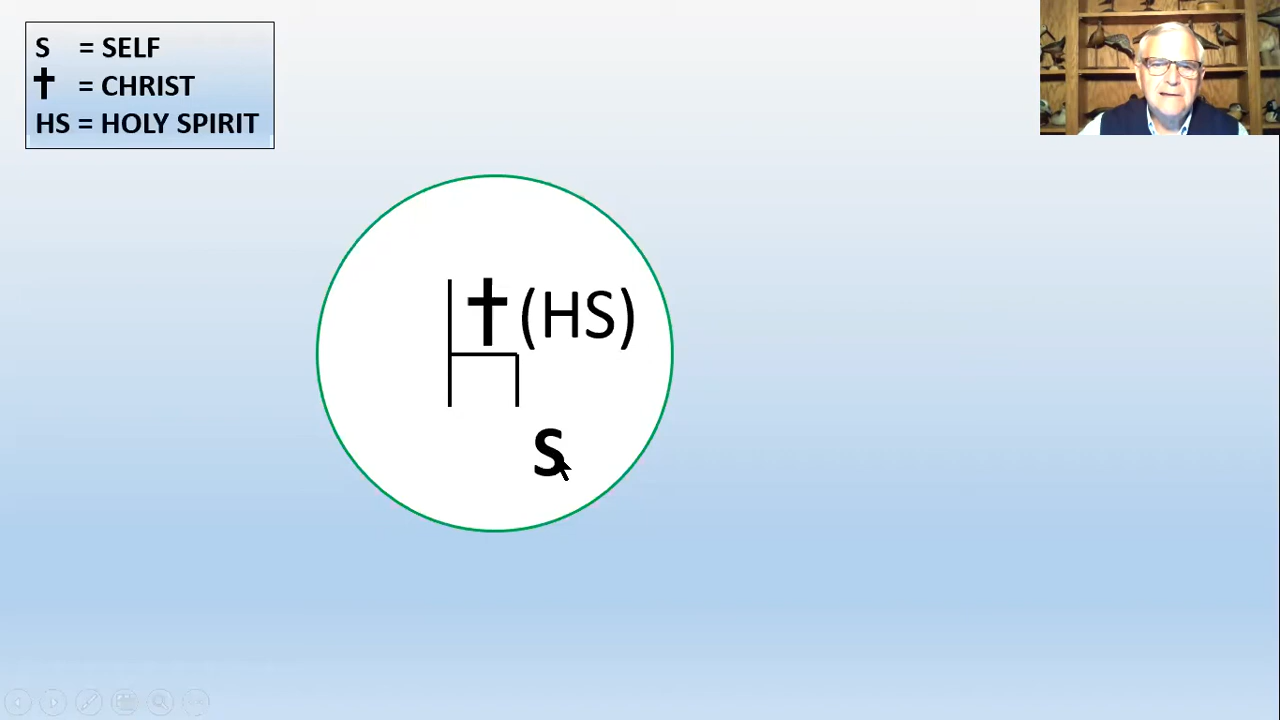 S = SELF
✝ = CHRIST
HS = HOLY SPIRIT
✝(HS)
S